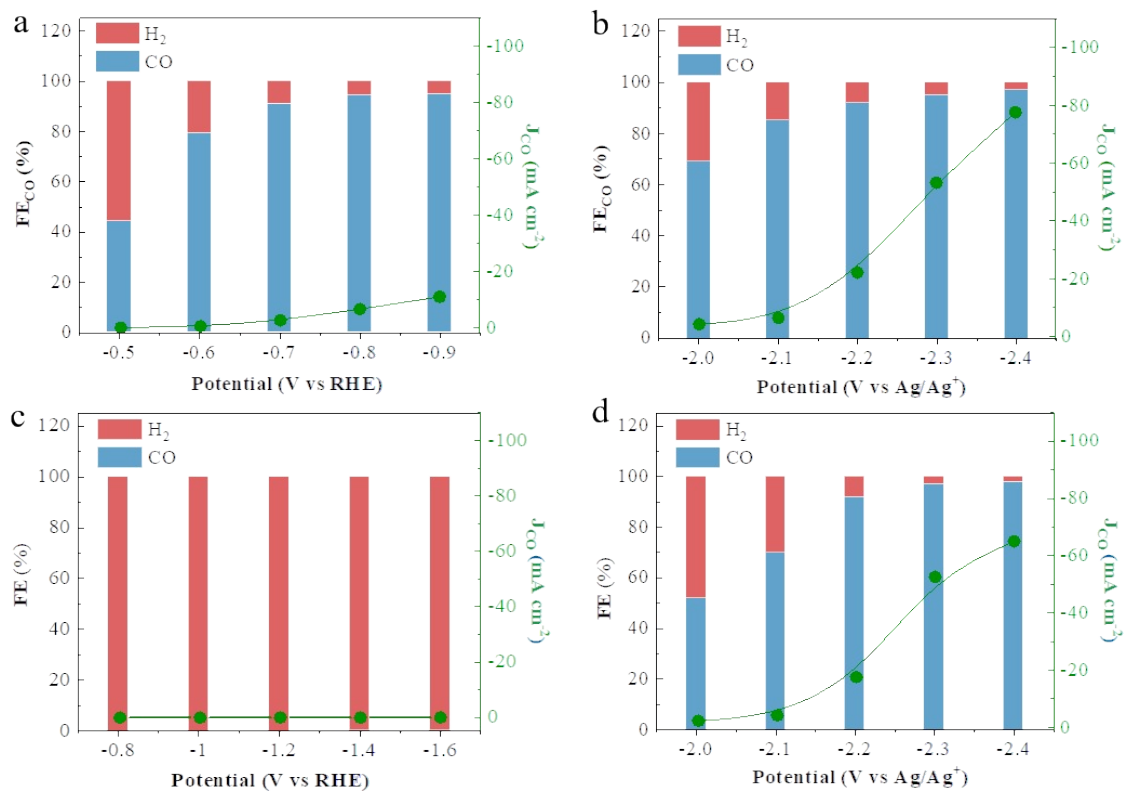 a
H₂
CO
120
100
80
60
40
20
0
FE_CO (%)
-100
-80
-60
-40
-20
0
J_CO (mA cm⁻²)
-0.5 -0.6 -0.7 -0.8 -0.9
Potential (V vs RHE)
b
H₂
CO
120
100
80
60
40
20
0
FE_CO (%)
-100
-80
-60
-40
-20
0
J_CO (mA cm⁻²)
-2.0 -2.1 -2.2 -2.3 -2.4
Potential (V vs Ag/Ag⁺)
c
H₂
CO
120
100
80
60
40
20
0
FE (%)
-100
-80
-60
-40
-20
0
J_CO (mA cm⁻²)
-0.8 -1 -1.2 -1.4 -1.6
Potential (V vs RHE)
d
H₂
CO
120
100
80
60
40
20
0
FE (%)
-100
-80
-60
-40
-20
0
J_CO (mA cm⁻²)
-2.0 -2.1 -2.2 -2.3 -2.4
Potential (V vs Ag/Ag⁺)